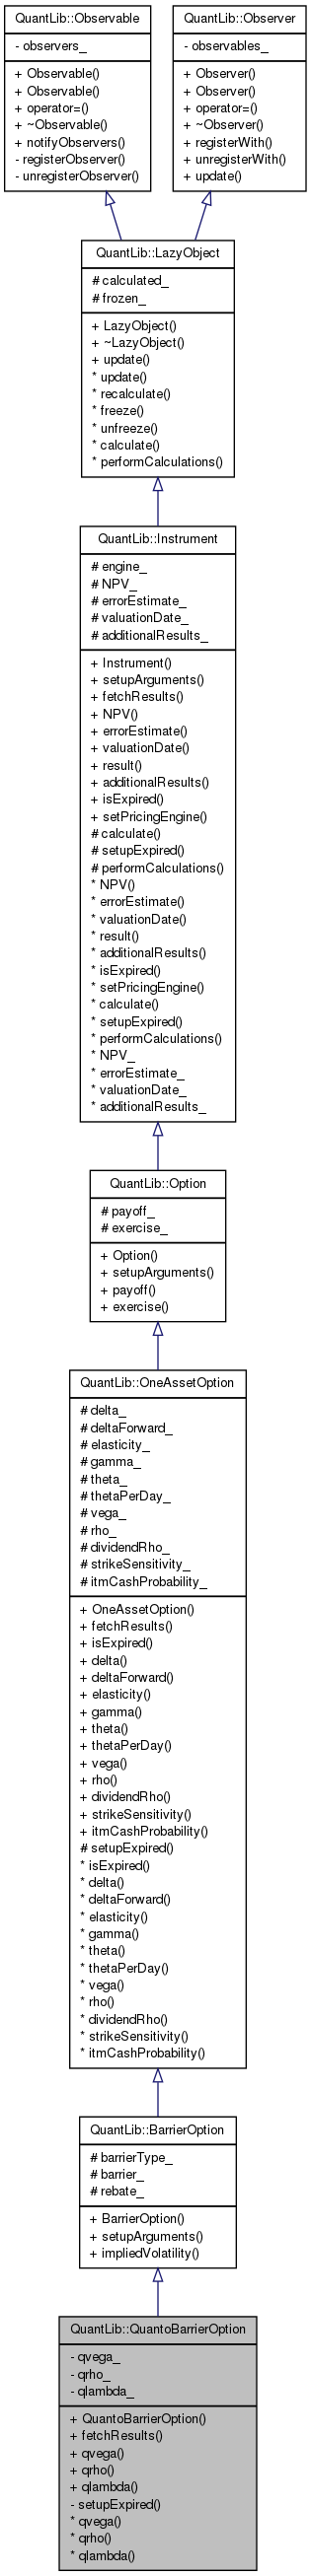 QuantLib::Observable
- observers_
+ Observable()
+ Observable()
+ operator=()
+ ~Observable()
+ notifyObservers()
- registerObserver()
- unregisterObserver()
QuantLib::Observer
- observables_
+ Observer()
+ Observer()
+ operator=()
+ ~Observer()
+ registerWith()
+ unregisterWith()
+ update()
QuantLib::LazyObject
# calculated_
# frozen_
+ LazyObject()
+ ~LazyObject()
+ update()
* update()
* recalculate()
* freeze()
* unfreeze()
* calculate()
* performCalculations()
QuantLib::Instrument
# engine_
# NPV_
# errorEstimate_
# valuationDate_
# additionalResults_
+ Instrument()
+ setupArguments()
+ fetchResults()
+ NPV()
+ errorEstimate()
+ valuationDate()
+ result()
+ additionalResults()
+ isExpired()
+ setPricingEngine()
# calculate()
# setupExpired()
# performCalculations()
* NPV()
* errorEstimate()
* valuationDate()
* result()
* additionalResults()
* isExpired()
* setPricingEngine()
* calculate()
* setupExpired()
* performCalculations()
* NPV_
* errorEstimate_
* valuationDate_
* additionalResults_
QuantLib::Option
# payoff_
# exercise_
+ Option()
+ setupArguments()
+ payoff()
+ exercise()
QuantLib::OneAssetOption
# delta_
# deltaForward_
# elasticity_
# gamma_
# theta_
# thetaPerDay_
# vega_
# rho_
# dividendRho_
# strikeSensitivity_
# itmCashProbability_
+ OneAssetOption()
+ fetchResults()
+ isExpired()
+ delta()
+ deltaForward()
+ elasticity()
+ gamma()
+ theta()
+ thetaPerDay()
+ vega()
+ rho()
+ dividendRho()
+ strikeSensitivity()
+ itmCashProbability()
# setupExpired()
* isExpired()
* delta()
* deltaForward()
* elasticity()
* gamma()
* theta()
* thetaPerDay()
* vega()
* rho()
* dividendRho()
* strikeSensitivity()
* itmCashProbability()
QuantLib::BarrierOption
# barrierType_
# barrier_
# rebate_
+ BarrierOption()
+ setupArguments()
+ impliedVolatility()
QuantLib::QuantoBarrierOption
- qvega_
- qrho_
- qlambda_
+ QuantoBarrierOption()
+ fetchResults()
+ qvega()
+ qrho()
+ qlambda()
- setupExpired()
* qvega()
* qrho()
* qlambda()